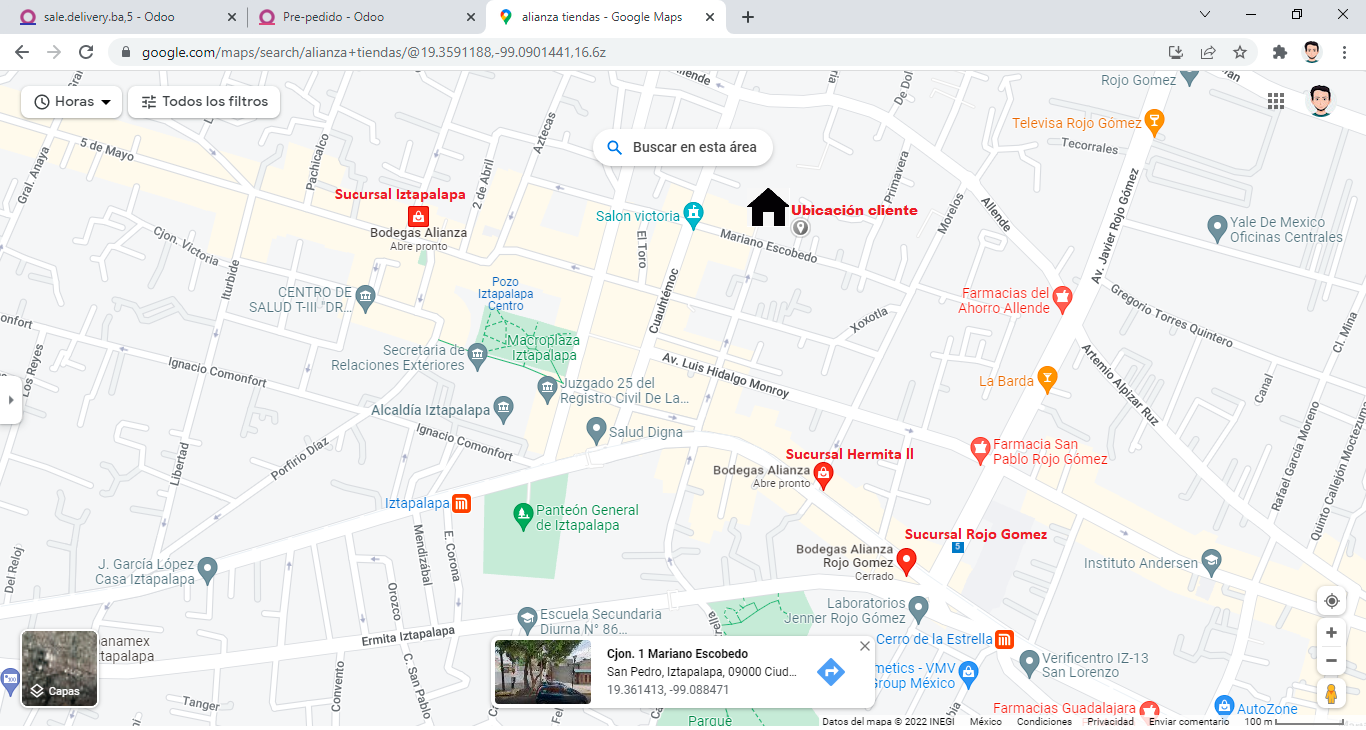 sale.delivery.ba,5 - Odoo
Pre-pedido - Odoo
alianza tiendas - Google Maps
google.com/maps/search/alianza+tiendas/@19.3591188,-99.0901441,16.6z
Horas
Todos los filtros
Buscar en esta área
Rojo Gomez
Televisa Rojo Gómez
Tecorrales
5 de Mayo
Gral. Anaya
Pachicalco
2 de Abril
Aztecas
Allende
De Dol
Primavera
Morelos
Allende
Av. Javier Rojo Gómez
Sucursal Iztapalapa
Bodegas Alianza
Abre pronto
Salon victoria
Ubicación cliente
Mariano Escobedo
El Toro
Cuauhtémoc
Yale De Mexico
Oficinas Centrales
Cjon. Victoria
Iturbide
CENTRO DE
SALUD T-III "DR...
Pozo
Iztapalapa
Centro
Macroplaza
Iztapalapa
Secretaria de
Relaciones Exteriores
Farmacias del
Ahorro Allende
Gregorio Torres Quintero
Cl. Mina
Xoxotla
Ignacio Comonfort
Los Reyes
Av. Luis Hidalgo Monroy
Juzgado 25 del
Registro Civil De La...
La Barda
Artemio Alpizar Ruz
Canal
Alcaldía Iztapalapa
Ignacio Comonfort
Salud Digna
Libertad
Porfirio Díaz
Sucursal Hermita ll
Bodegas Alianza
Abre pronto
Farmacia San
Pablo Rojo Gómez
Rafael García Moreno
Quinto Callejón Moctezuma
Iztapalapa
Panteón General
de Iztapalapa
Mendizábal
E. Corona
Sucursal Rojo Gomez
5
Bodegas Alianza
Rojo Gómez
Cerrado
Instituto Andersen
Del Reloj
J. García López
Casa Iztapalapa
Orozco
Laboratorios
Jenner Rojo Gómez
Escuela Secundaria
Diurna N° 86...
Ermita Iztapalapa
Cerro de la Estrella
Verificentro IZ-13
San Lorenzo
Capas
Convento
C. San Pablo
Tanger
Cjon. 1 Mariano Escobedo
San Pedro, Iztapalapa, 09000 Ciud...
19.361413, -99.088471
metics - VMV
Group México
Farmacias Guadalajara
AutoZone
Parque
Datos del mapa © 2022 INEGI
México
Condiciones
Privacidad
Enviar comentario
100 m